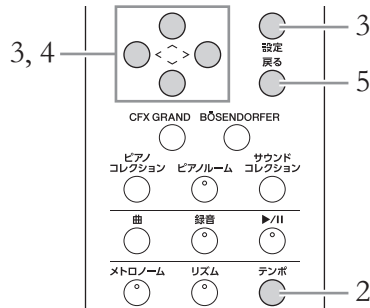 3
3, 4
< >
設定
戻る
5
CFX GRAND BÖSENDORFER
ピアノ
コレクション
ピアノルーム
サウンド
コレクション
曲 録音 ▶/II
メトロノーム リズム テンポ
2